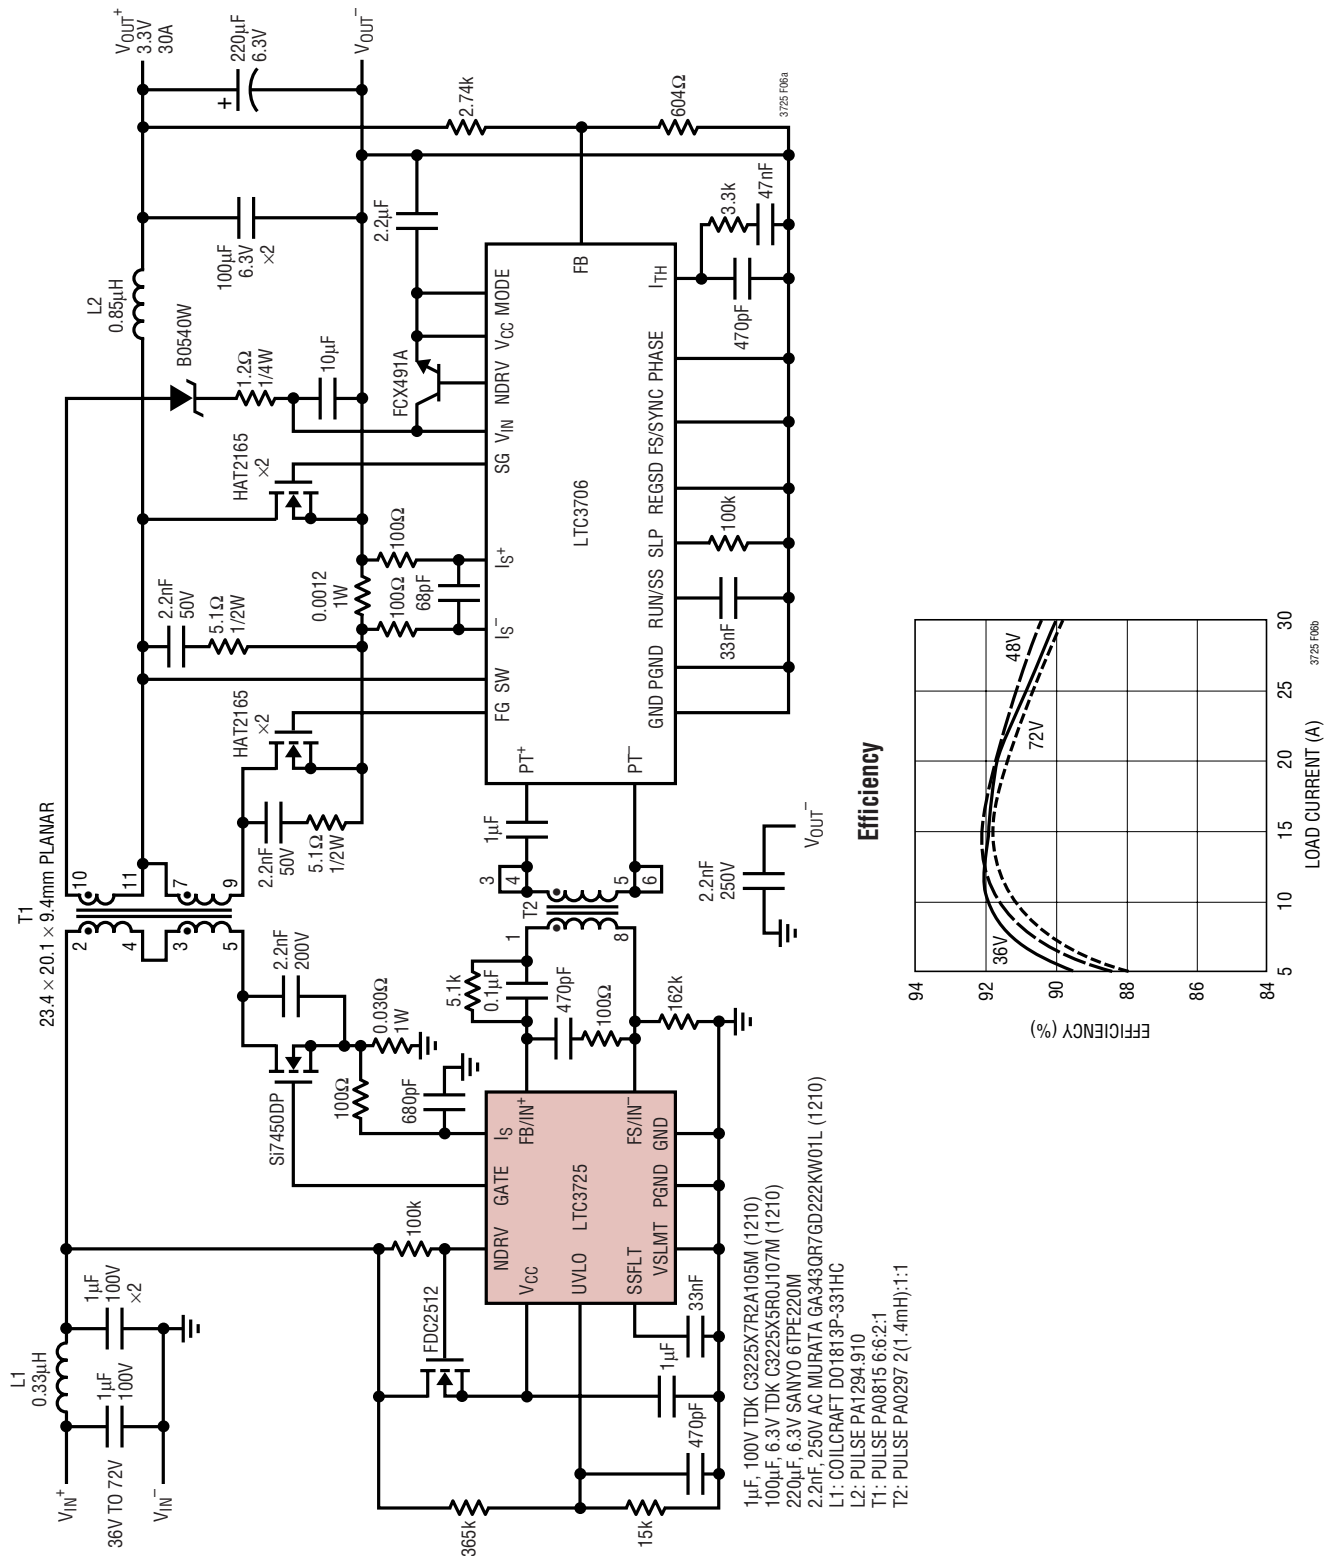 VOUT+
3.3V
30A
220µF
6.3V
+
VOUT−
L2
0.85µH
100µF
6.3V
×2
B0540W
1.2Ω
1/4W
10µF
FCX491A
2.2µF
2.74k
604Ω
3725 F06a
3.3k
47nF
470pF
HAT2165
×2
2.2nF
50V
5.1Ω
1/2W
0.0012
1W
100Ω
100Ω
68pF
HAT2165
×2
2.2nF
50V
5.1Ω
1/2W
T1
23.4 × 20.1 × 9.4mm PLANAR
2
4
3
5
10
11
7
9
FG SW
IS−
IS+
SG VIN
NDRV VCC MODE
FB
ITH
LTC3706
PT+
PT−
GND PGND RUN/SS SLP REGSD FS/SYNC PHASE
33nF
100k
1µF
3
4
5
6
T2
1
8
2.2nF
250V
VOUT−
5.1k
0.1µF
470pF
100Ω
162k
2.2nF
200V
Si7450DP
0.030Ω
1W
100Ω
680pF
NDRV GATE
IS
FB/IN+
VCC
UVLO LTC3725
FS/IN−
SSFLT
VSLMT PGND GND
L1
0.33µH
VIN+
1µF
100V
1µF
100V
×2
36V TO 72V
VIN−
100k
FDC2512
365k
15k
470pF
1µF
33nF
1µF, 100V TDK C3225X7R2A105M (1210)
100µF, 6.3V TDK C3225X5R0J107M (1210)
220µF, 6.3V SANYO 6TPE220M
2.2nF, 250V AC MURATA GA343QR7GD222KW01L (1210)
L1: COILCRAFT DO1813P-331HC
L2: PULSE PA1294.910
T1: PULSE PA0815 6:6:2:1
T2: PULSE PA0297 2(1.4mH):1:1
Efficiency
94
92
90
88
86
84
EFFICIENCY (%)
36V
48V
72V
5
10
15
20
25
30
LOAD CURRENT (A)
3725 F06b